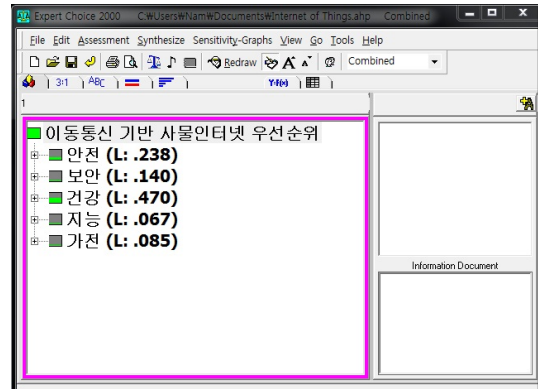 Expert Choice 2000 C:₩Users₩Nam₩Documents₩Internet of Things.ahp Combined
File Edit Assessment Synthesize Sensitivity-Graphs View Go Tools Help
Redraw A A Combined
3:1 ABC Y=f(x)
1
이동통신 기반 사물인터넷 우선순위
안전 (L: .238)
보안 (L: .140)
건강 (L: .470)
지능 (L: .067)
가전 (L: .085)
Information Document